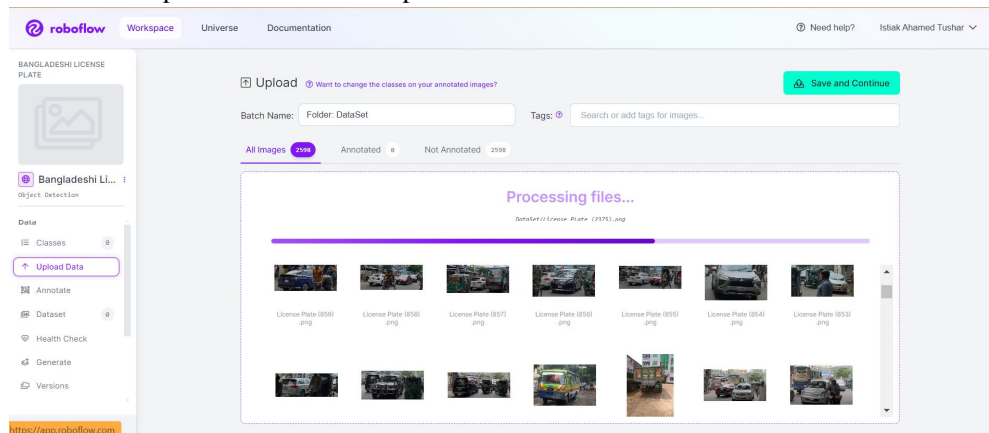 roboflow
Workspace
Universe
Documentation
Need help?
Istiak Ahamed Tushar
BANGLADESHI LICENSE
PLATE
Upload
Want to change the classes on your annotated images?
Save and Continue
Batch Name:
Folder: DataSet
Tags:
Search or add tags for images...
All Images 2598
Annotated 0
Not Annotated 2598
Bangladeshi Li...
Object Detection
Processing files...
DataSet/License Plate (2375).png
Data
Classes 0
Upload Data
Annotate
Dataset 0
Health Check
Generate
Versions
License Plate (859)
.png
License Plate (858)
.png
License Plate (857)
.png
License Plate (856)
.png
License Plate (855)
.png
License Plate (854)
.png
License Plate (853)
.png
https://app.roboflow.com